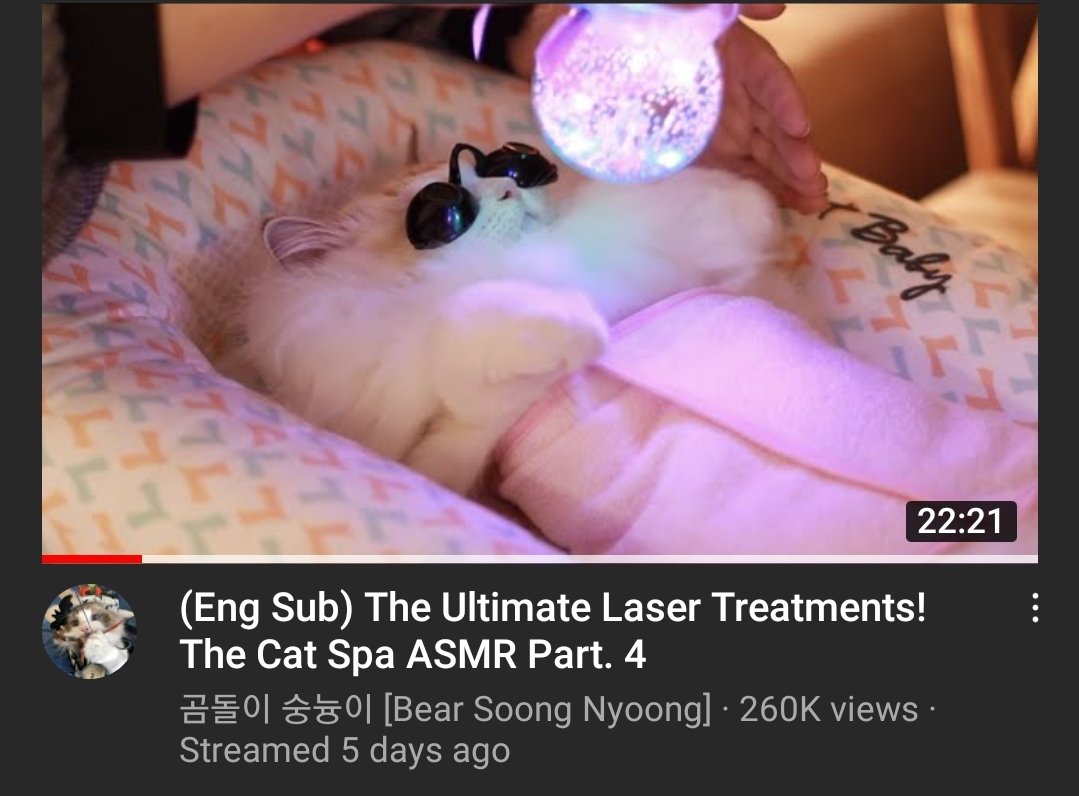 Baby
22:21
(Eng Sub) The Ultimate Laser Treatments!
The Cat Spa ASMR Part. 4
곰돌이 숭늉이 [Bear Soong Nyoong] · 260K views ·
Streamed 5 days ago